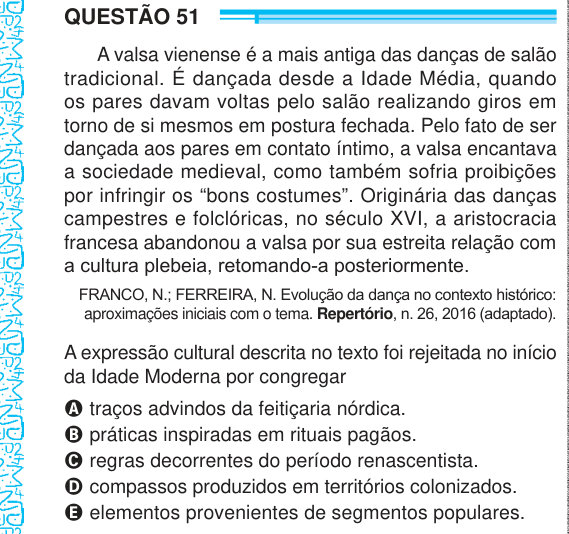 QUESTÃO 51
A valsa vienense é a mais antiga das danças de salão
tradicional. É dançada desde a Idade Média, quando
os pares davam voltas pelo salão realizando giros em
torno de si mesmos em postura fechada. Pelo fato de ser
dançada aos pares em contato íntimo, a valsa encantava
a sociedade medieval, como também sofria proibições
por infringir os “bons costumes”. Originária das danças
campestres e folclóricas, no século XVI, a aristocracia
francesa abandonou a valsa por sua estreita relação com
a cultura plebeia, retomando-a posteriormente.
FRANCO, N.; FERREIRA, N. Evolução da dança no contexto histórico:
aproximações iniciais com o tema. Repertório, n. 26, 2016 (adaptado).
A expressão cultural descrita no texto foi rejeitada no início
da Idade Moderna por congregar
A traços advindos da feitiçaria nórdica.
B práticas inspiradas em rituais pagãos.
C regras decorrentes do período renascentista.
D compassos produzidos em territórios colonizados.
E elementos provenientes de segmentos populares.